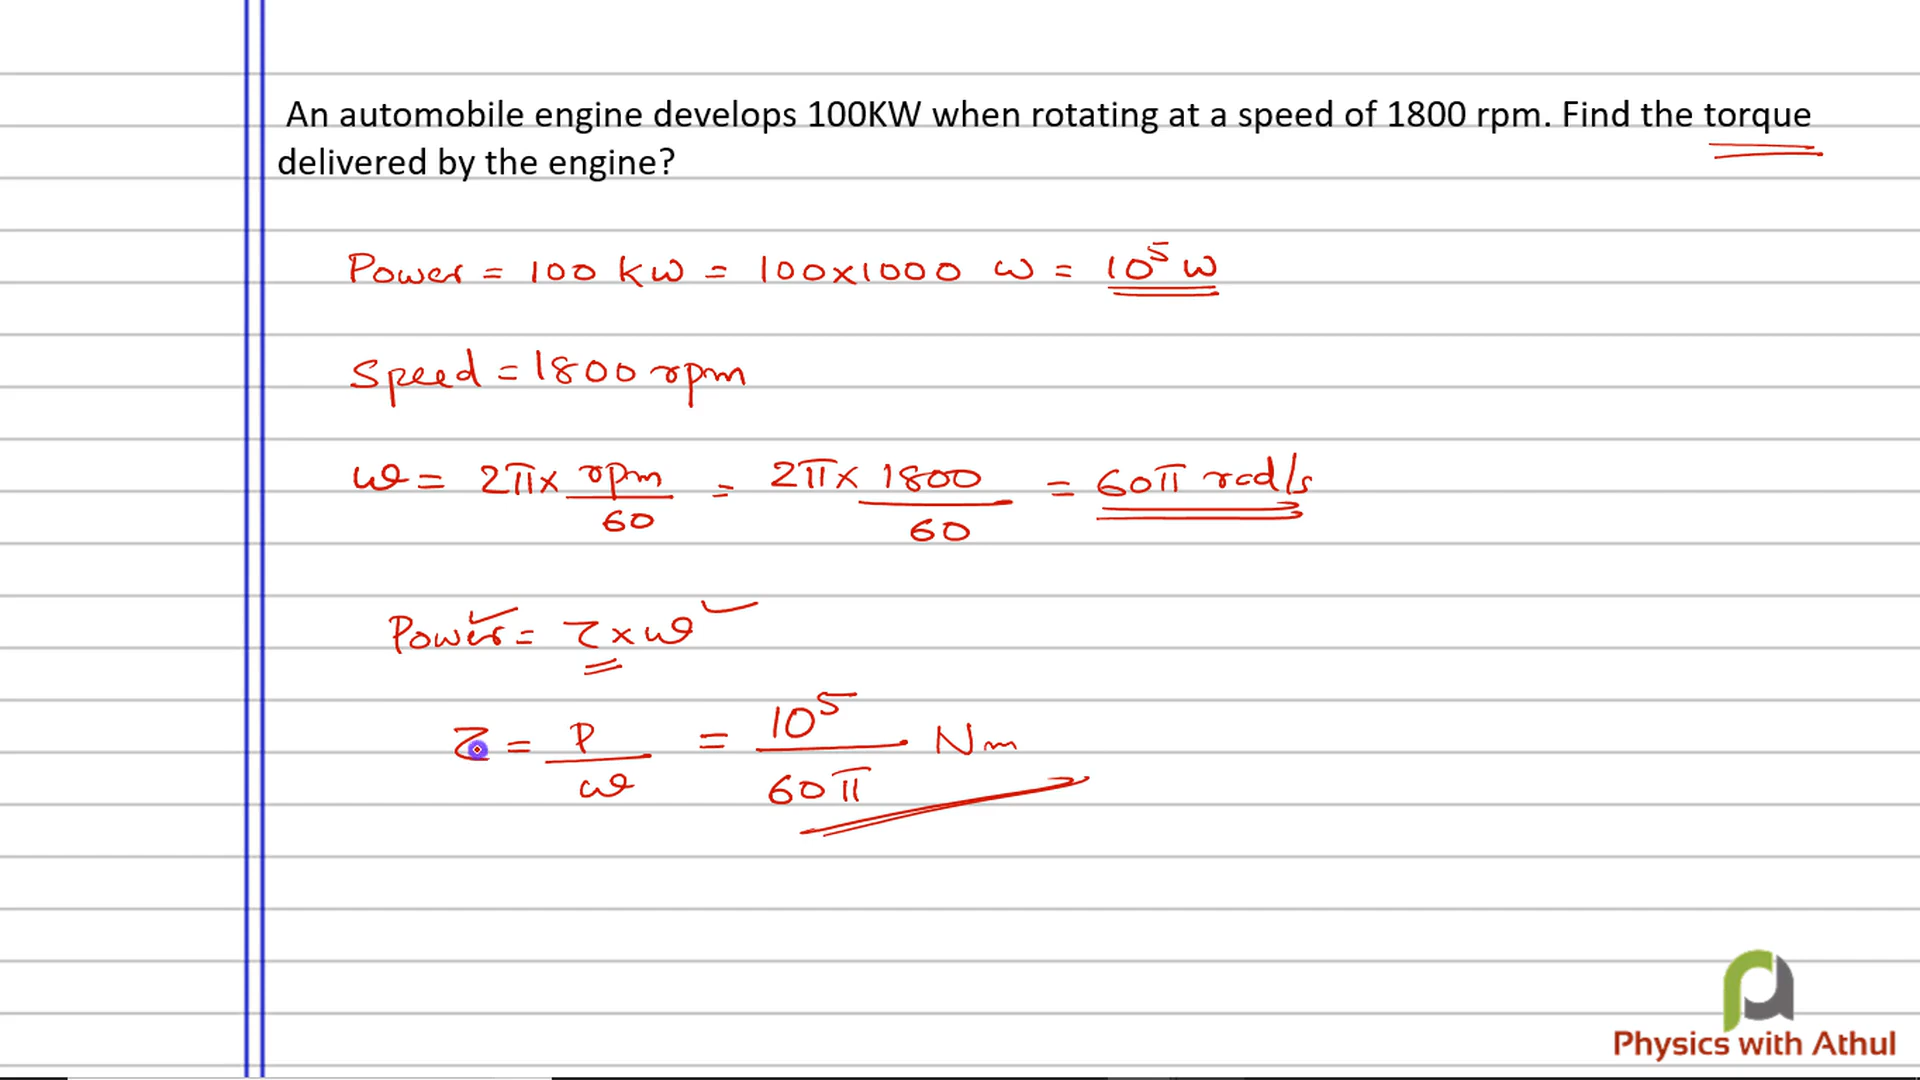 An automobile engine develops 100KW when rotating at a speed of 1800 rpm. Find the torque
delivered by the engine?
Power = 100 KW = 100×1000 W = 10⁵ W
Speed = 1800 rpm
ω = 2π× rpm/60 = 2π× 1800/60 = 60π rad/s
Power = τ × ω
τ = P/ω = 10⁵/60π Nm
Physics with Athul